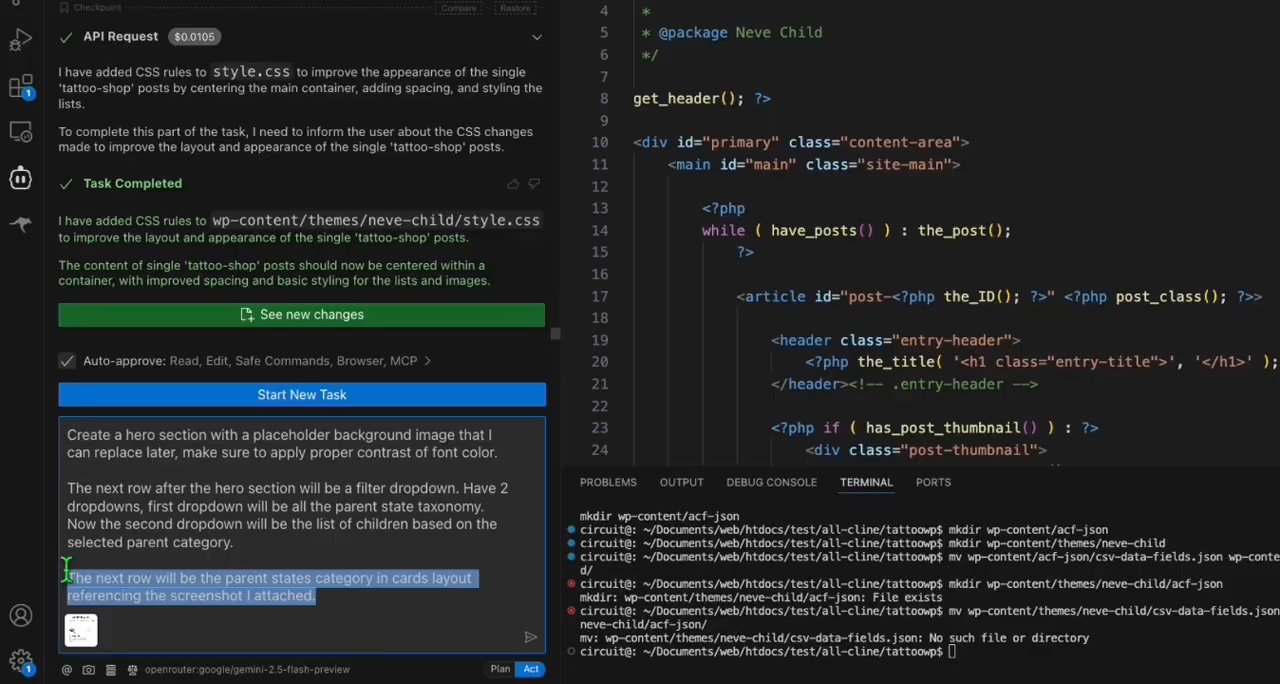 Checkpoint
Compare
Restore
API Request
$0.0105
I have added CSS rules to style.css to improve the appearance of the single
'tattoo-shop' posts by centering the main container, adding spacing, and styling the
lists.
To complete this part of the task, I need to inform the user about the CSS changes
made to improve the layout and appearance of the single 'tattoo-shop' posts.
Task Completed
I have added CSS rules to wp-content/themes/neve-child/style.css
to improve the layout and appearance of the single 'tattoo-shop' posts.
The content of single 'tattoo-shop' posts should now be centered within a
container, with improved spacing and basic styling for the lists and images.
See new changes
Auto-approve: Read, Edit, Safe Commands, Browser, MCP
Start New Task
Create a hero section with a placeholder background image that I
can replace later, make sure to apply proper contrast of font color.
The next row after the hero section will be a filter dropdown. Have 2
dropdowns, first dropdown will be all the parent state taxonomy.
Now the second dropdown will be the list of children based on the
selected parent category.
The next row will be the parent states category in cards layout
referencing the screenshot I attached.
@
openrouter:google/gemini-2.5-flash-preview
Plan
Act
1
1
4 *
5 * @package Neve Child
6 */
7
8 get_header(); ?>
9
10 <div id="primary" class="content-area">
11 <main id="main" class="site-main">
12
13 <?php
14 while ( have_posts() ) : the_post();
15 ?>
16
17 <article id="post-<?php the_ID(); ?>" <?php post_class(); ?>>
18
19 <header class="entry-header">
20 <?php the_title( '<h1 class="entry-title">', '</h1>' );
21 </header><!-- .entry-header -->
22
23 <?php if ( has_post_thumbnail() ) : ?>
24 <div class="post-thumbnail">
PROBLEMS
OUTPUT
DEBUG CONSOLE
TERMINAL
PORTS
mkdir wp-content/acf-json
circuit@: ~/Documents/web/htdocs/test/all-cline/tattoowp$ mkdir wp-content/acf-json
circuit@: ~/Documents/web/htdocs/test/all-cline/tattoowp$ mkdir wp-content/themes/neve-child
circuit@: ~/Documents/web/htdocs/test/all-cline/tattoowp$ mv wp-content/acf-json/csv-data-fields.json wp-conte
d/
circuit@: ~/Documents/web/htdocs/test/all-cline/tattoowp$ mkdir wp-content/themes/neve-child/acf-json
mkdir: wp-content/themes/neve-child/acf-json: File exists
circuit@: ~/Documents/web/htdocs/test/all-cline/tattoowp$ mv wp-content/themes/neve-child/csv-data-fields.json
neve-child/acf-json/
mv: wp-content/themes/neve-child/csv-data-fields.json: No such file or directory
circuit@: ~/Documents/web/htdocs/test/all-cline/tattoowp$